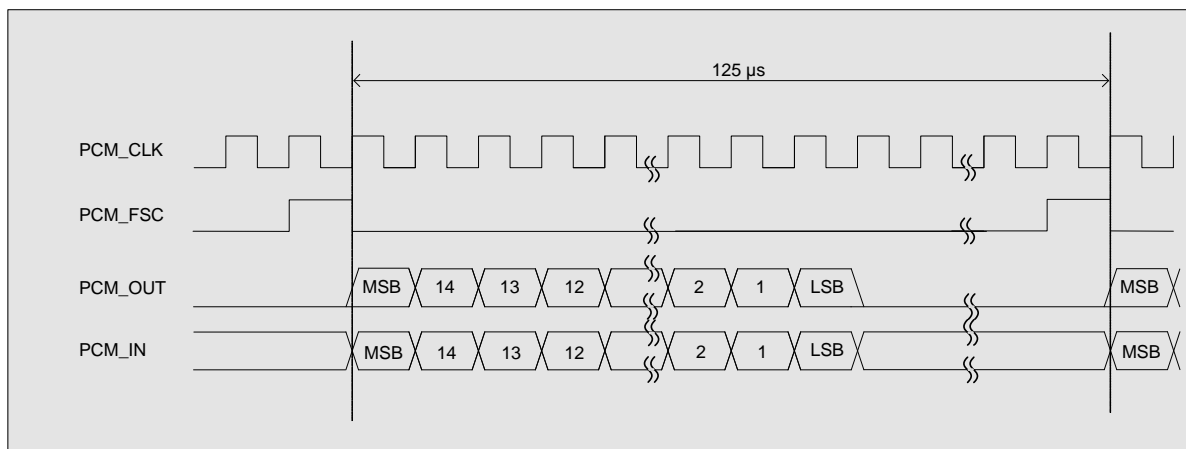 125 µs
PCM_CLK
PCM_FSC
PCM_OUT MSB 14 13 12 2 1 LSB MSB
PCM_IN MSB 14 13 12 2 1 LSB MSB